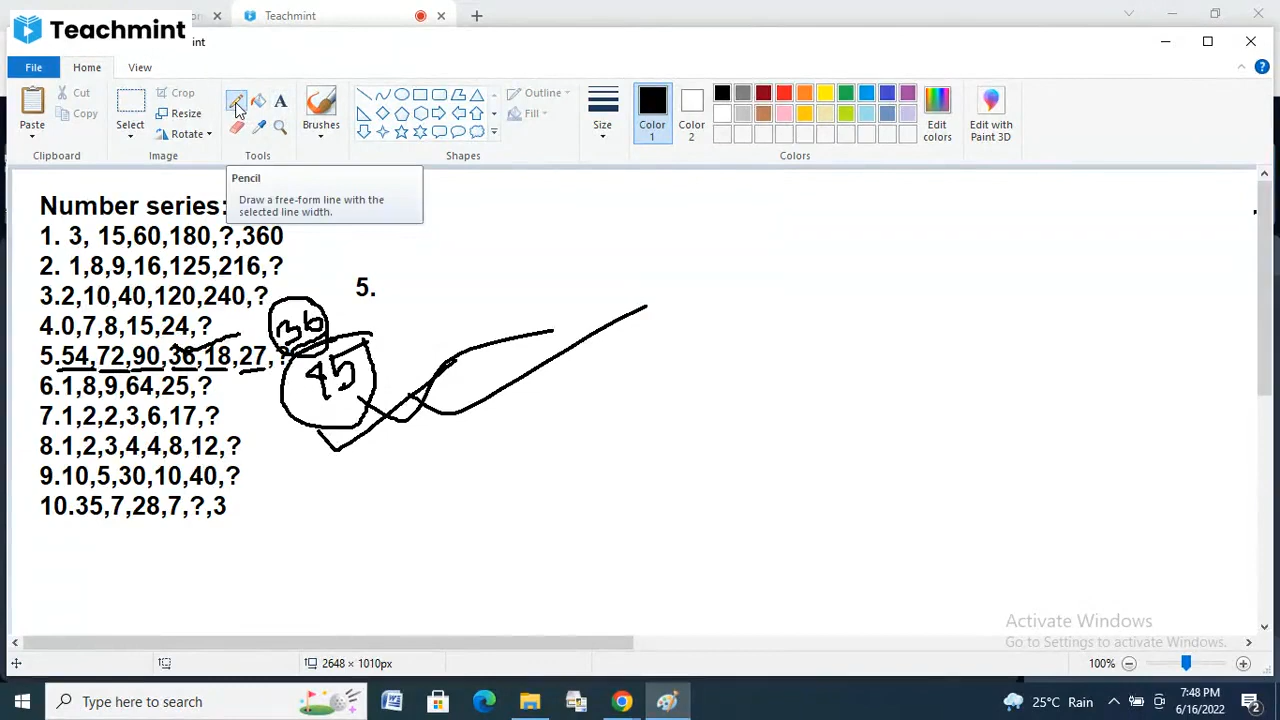 Teachmint
Teachmint
nt
File
Home
View
Paste
Cut
Copy
Clipboard
Select
Crop
Resize
Rotate
Image
A
Tools
Brushes
Shapes
Outline
Fill
Size
Color 1
Color 2
Edit colors
Colors
Edit with Paint 3D
Pencil
Draw a free-form line with the
selected line width.
Number series:
1. 3, 15,60,180,?,360
2. 1,8,9,16,125,216,?
3.2,10,40,120,240,?
4.0,7,8,15,24,?
5.54,72,90,36,18,27,?
6.1,8,9,64,25,?
7.1,2,2,3,6,17,?
8.1,2,3,4,4,8,12,?
9.10,5,30,10,40,?
10.35,7,28,7,?,3
5.
36
45
Activate Windows
Go to Settings to activate Windows.
2648 × 1010px
100%
Type here to search
25°C Rain
7:48 PM
6/16/2022
2